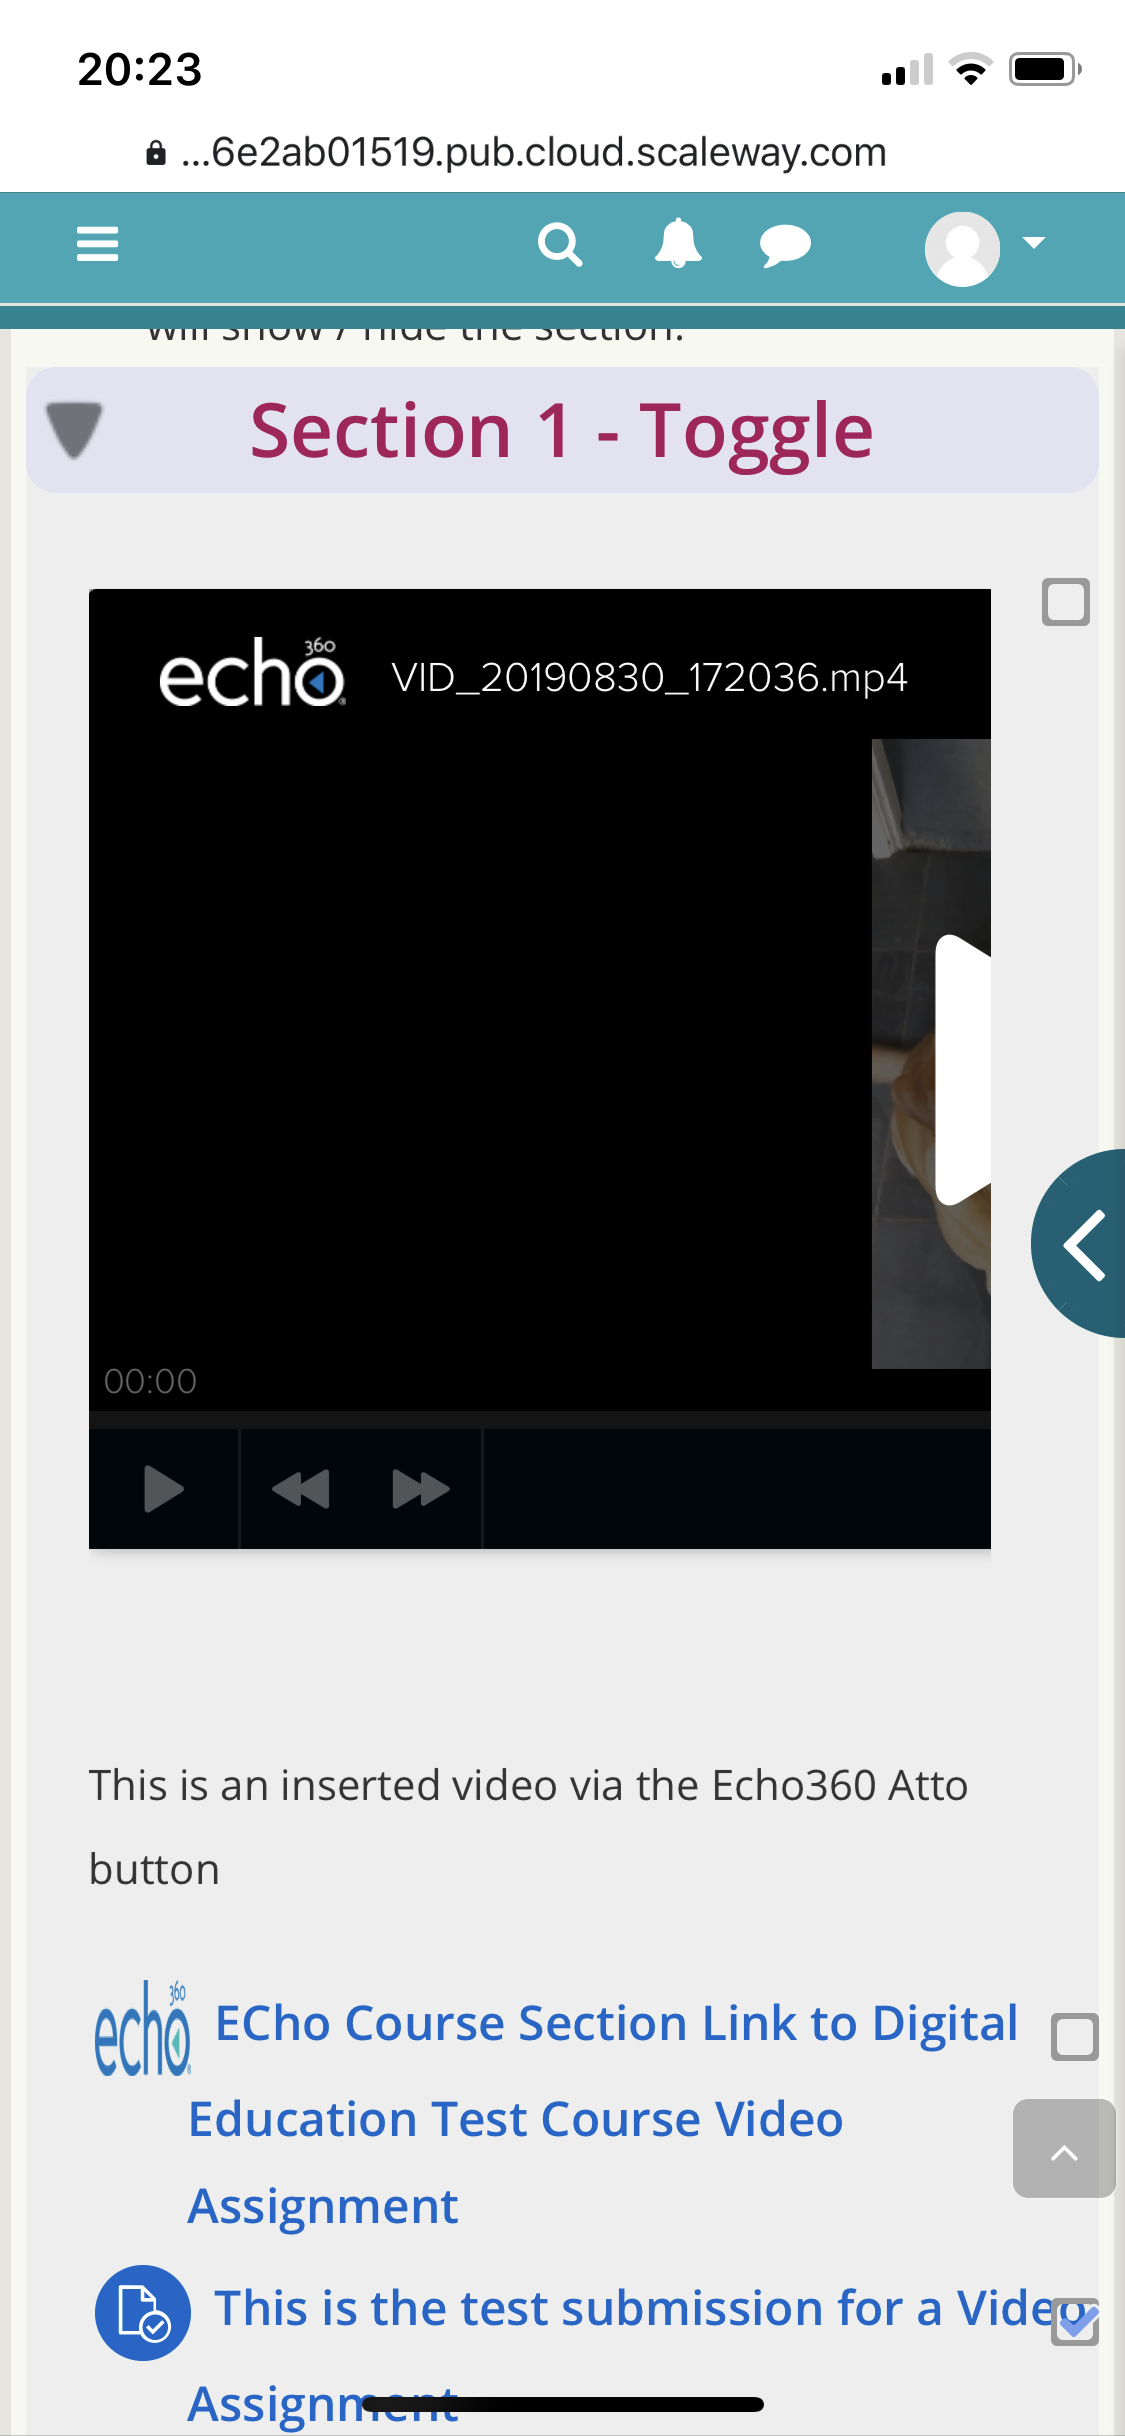 20:23
...6e2ab01519.pub.cloud.scaleway.com
will show / hide the section.
Section 1 - Toggle
echo 360 VID_20190830_172036.mp4
00:00
This is an inserted video via the Echo360 Atto
button
echo 360 ECho Course Section Link to Digital
Education Test Course Video
Assignment
This is the test submission for a Video
Assignment